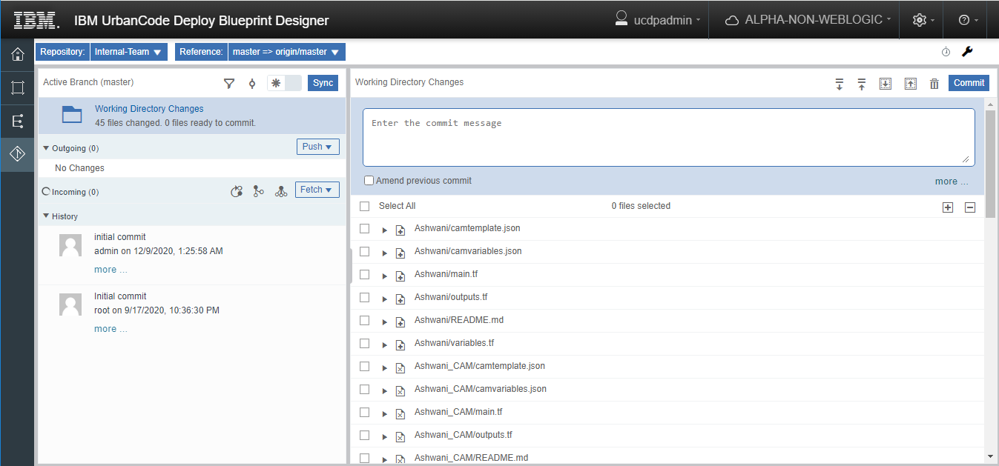 IBM. IBM UrbanCode Deploy Blueprint Designer ucdpadmin ALPHA-NON-WEBLOGIC
Repository: Internal-Team Reference: master => origin/master
Active Branch (master) Sync
Working Directory Changes
45 files changed. 0 files ready to commit.
Outgoing (0) Push
No Changes
Incoming (0) Fetch
History
initial commit
admin on 12/9/2020, 1:25:58 AM
more ...
Initial commit
root on 9/17/2020, 10:36:30 PM
more ...
Working Directory Changes Commit
Enter the commit message
Amend previous commit more ...
Select All 0 files selected
Ashwani/camtemplate.json
Ashwani/camvariables.json
Ashwani/main.tf
Ashwani/outputs.tf
Ashwani/README.md
Ashwani/variables.tf
Ashwani_CAM/camtemplate.json
Ashwani_CAM/camvariables.json
Ashwani_CAM/main.tf
Ashwani_CAM/outputs.tf
Ashwani_CAM/README.md